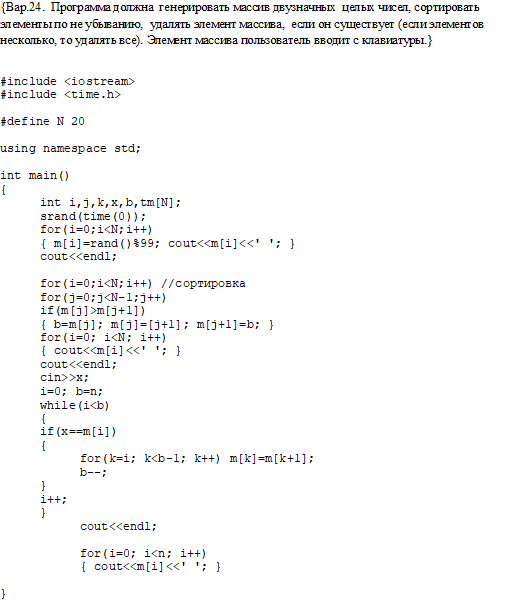 {Вар.24. Программа должна генерировать массив двузначных целых чисел, сортировать
элементы по не убыванию, удалять элемент массива, если он существует (если элементов
несколько, то удалять все). Элемент массива пользователь вводит с клавиатуры.}
#include <iostream>
#include <time.h>
#define N 20
using namespace std;
int main()
{
int i,j,k,x,b,tm[N];
srand(time(0));
for(i=0;i<N;i++)
{ m[i]=rand()%99; cout<<m[i]<<' '; }
cout<<endl;
for(i=0;i<N;i++) //сортировка
for(j=0;j<N-1;j++)
if(m[j]>m[j+1])
{ b=m[j]; m[j]=[j+1]; m[j+1]=b; }
for(i=0; i<N; i++)
{ cout<<m[i]<<' '; }
cout<<endl;
cin>>x;
i=0; b=n;
while(i<b)
{
if(x==m[i])
{
for(k=i; k<b-1; k++) m[k]=m[k+1];
b--;
}
i++;
}
cout<<endl;
for(i=0; i<n; i++)
{ cout<<m[i]<<' '; }
}